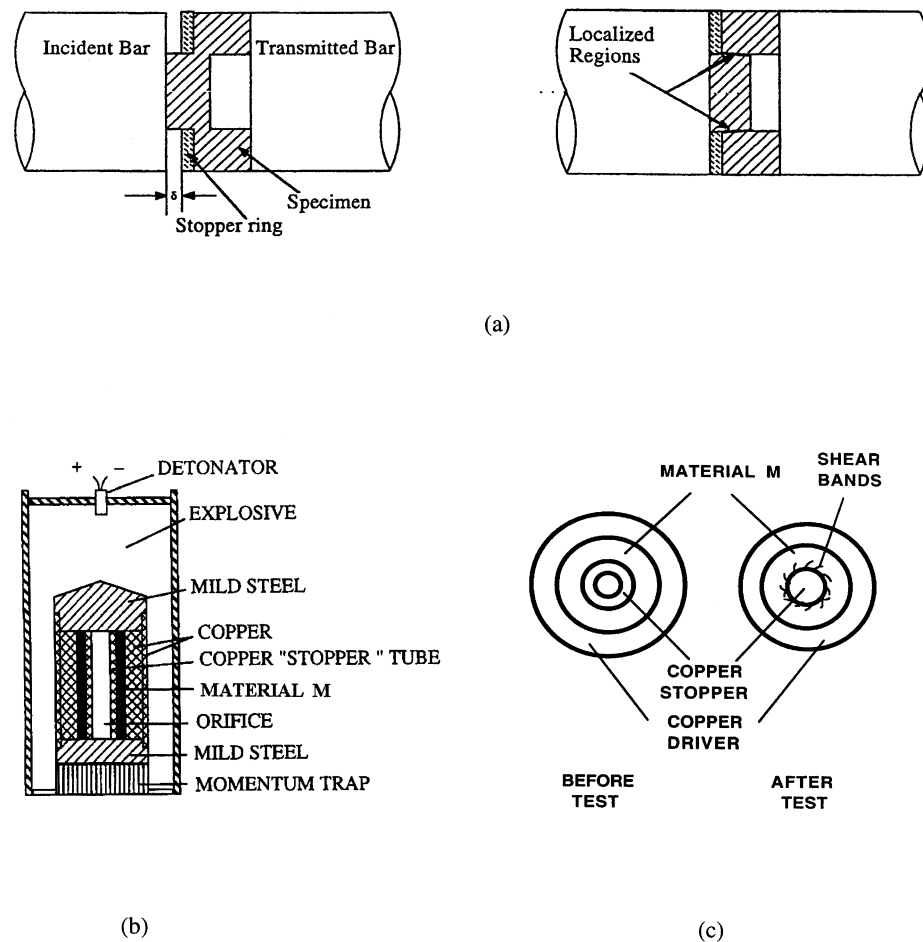 Incident Bar
Transmitted Bar
δ
Specimen
Stopper ring
Localized
Regions
(a)
+ −
DETONATOR
EXPLOSIVE
MILD STEEL
COPPER
COPPER "STOPPER " TUBE
MATERIAL M
ORIFICE
MILD STEEL
MOMENTUM TRAP
(b)
MATERIAL M
SHEAR
BANDS
COPPER
STOPPER
COPPER
DRIVER
BEFORE
TEST
AFTER
TEST
(c)